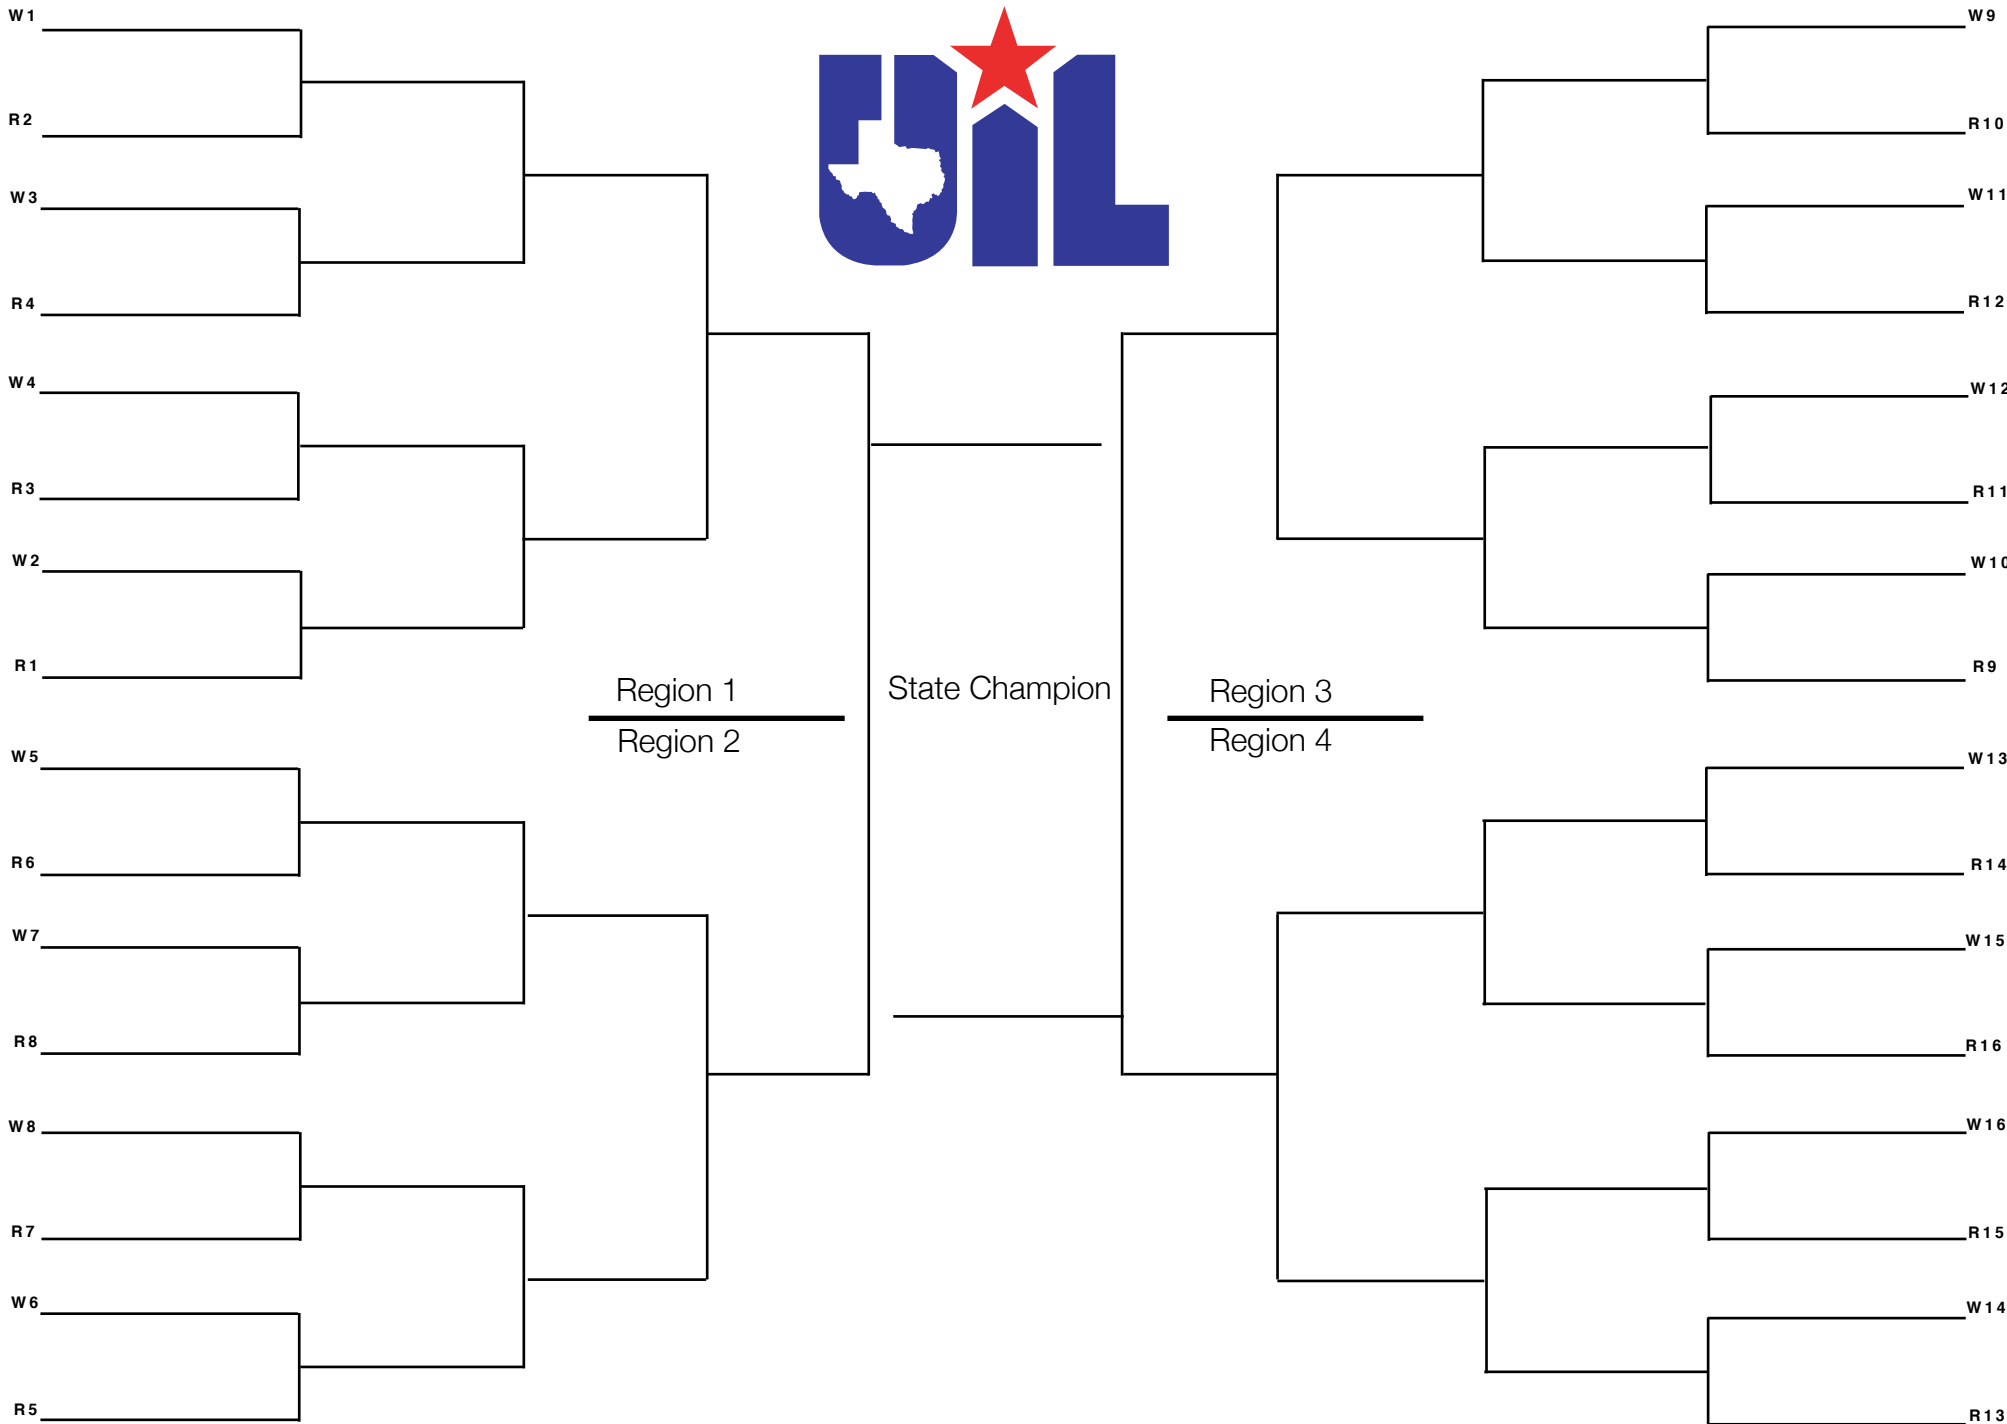 W1
R2
W3
R4
W4
R3
W2
R1
W5
R6
W7
R8
W8
R7
W6
R5
UIL
Region 1
Region 2
State Champion
Region 3
Region 4
W9
R10
W11
R12
W12
R11
W10
R9
W13
R14
W15
R16
W16
R15
W14
R13